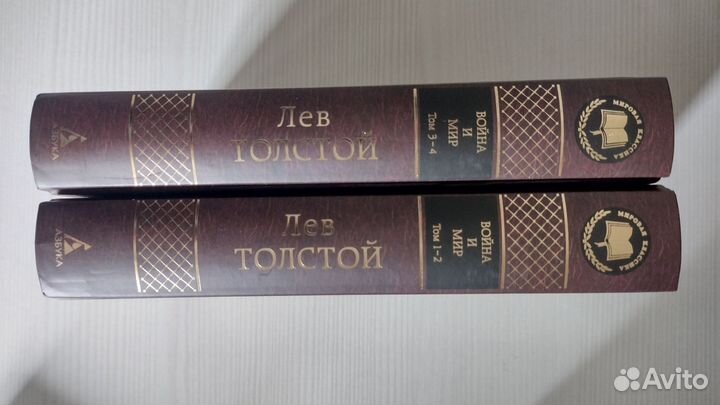 АЗБУКА
Лев
ТОЛСТОЙ
ВОЙНА
И
МИР
Том 3-4
МИРОВАЯ КЛАССИКА
АЗБУКА
Лев
ТОЛСТОЙ
ВОЙНА
И
МИР
Том 1-2
МИРОВАЯ КЛАССИКА
Avito